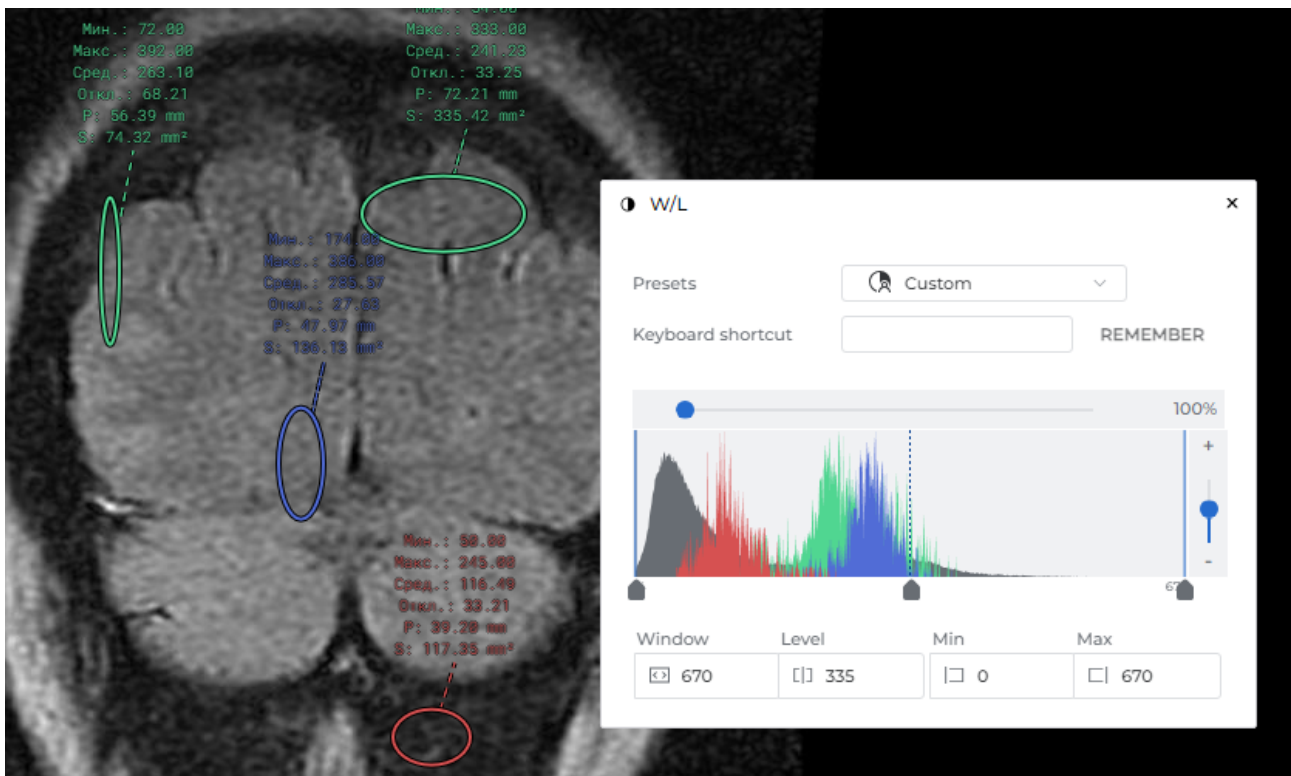 Мин.: 72.00
Макс.: 392.00
Сред.: 263.10
Откл.: 68.21
P: 56.39 mm
S: 74.32 mm²
Макс.: 333.00
Сред.: 241.23
Откл.: 33.25
P: 72.21 mm
S: 335.42 mm²
Мин.: 174.00
Макс.: 386.00
Сред.: 285.57
Откл.: 27.63
P: 47.97 mm
S: 136.13 mm²
Мин.: 50.00
Макс.: 245.00
Сред.: 116.49
Откл.: 33.21
P: 39.20 mm
S: 117.35 mm²
W/L
Presets
Custom
Keyboard shortcut
REMEMBER
100%
Window
Level
Min
Max
670
335
0
670